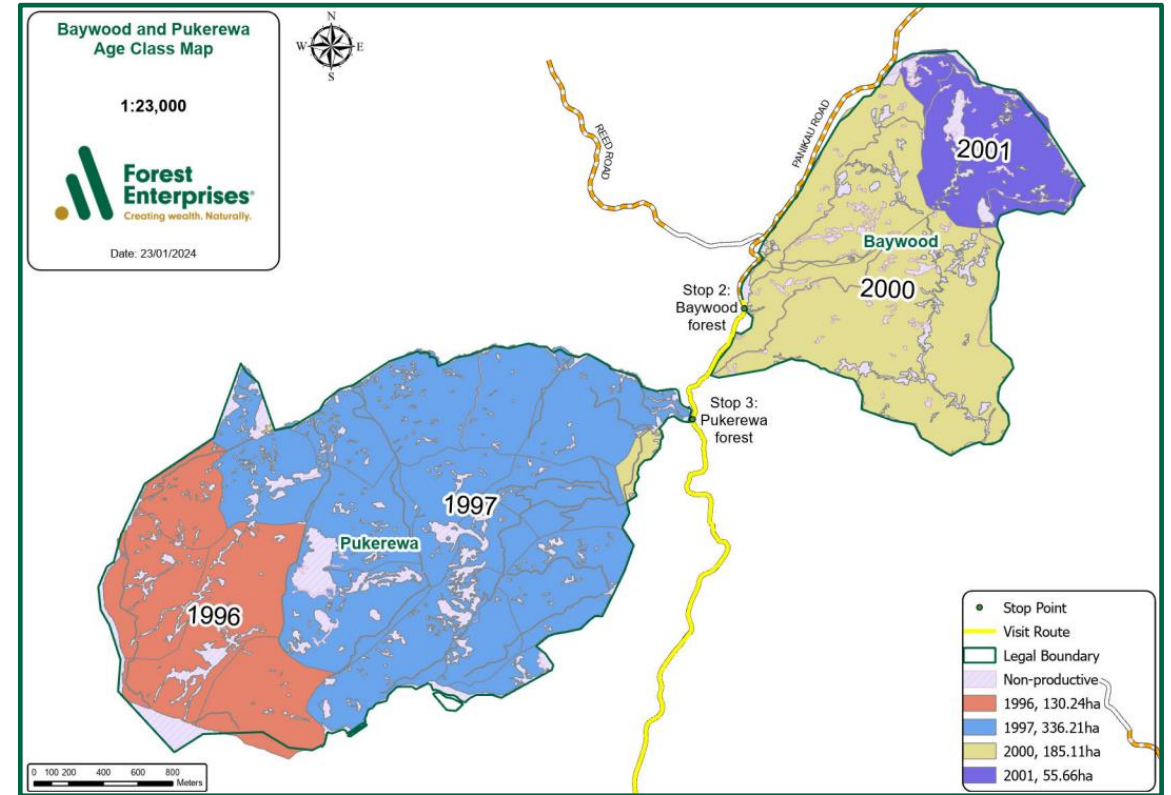 Baywood and Pukerewa
Age Class Map
1:23,000
Forest
Enterprises®
Creating wealth. Naturally.
Date: 23/01/2024
N
W
E
S
REED ROAD
PANIKAU ROAD
2001
Baywood
2000
Stop 2:
Baywood
forest
Stop 3:
Pukerewa
forest
1997
Pukerewa
1996
Stop Point
Visit Route
Legal Boundary
Non-productive
1996, 130.24ha
1997, 336.21ha
2000, 185.11ha
2001, 55.66ha
0 100 200 400 600 800
Meters